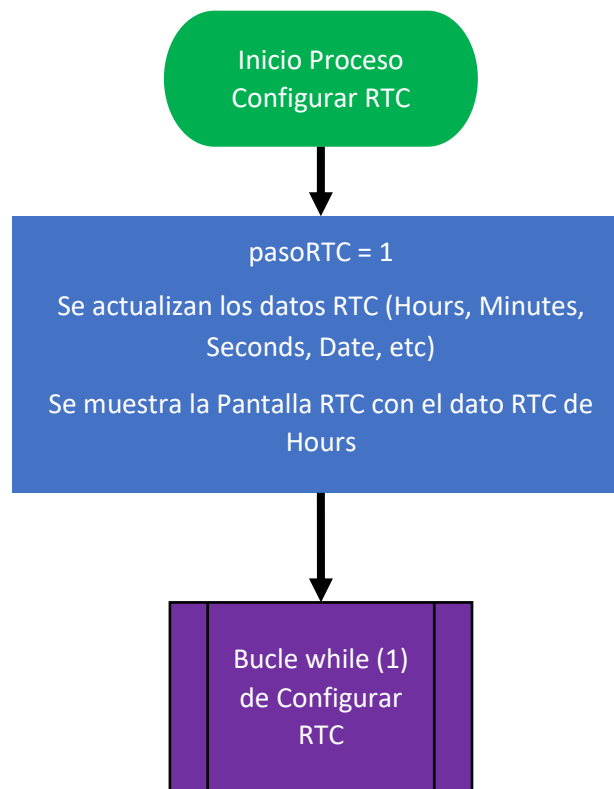 Inicio Proceso
Configurar RTC
pasoRTC = 1
Se actualizan los datos RTC (Hours, Minutes,
Seconds, Date, etc)
Se muestra la Pantalla RTC con el dato RTC de
Hours
Bucle while (1)
de Configurar
RTC